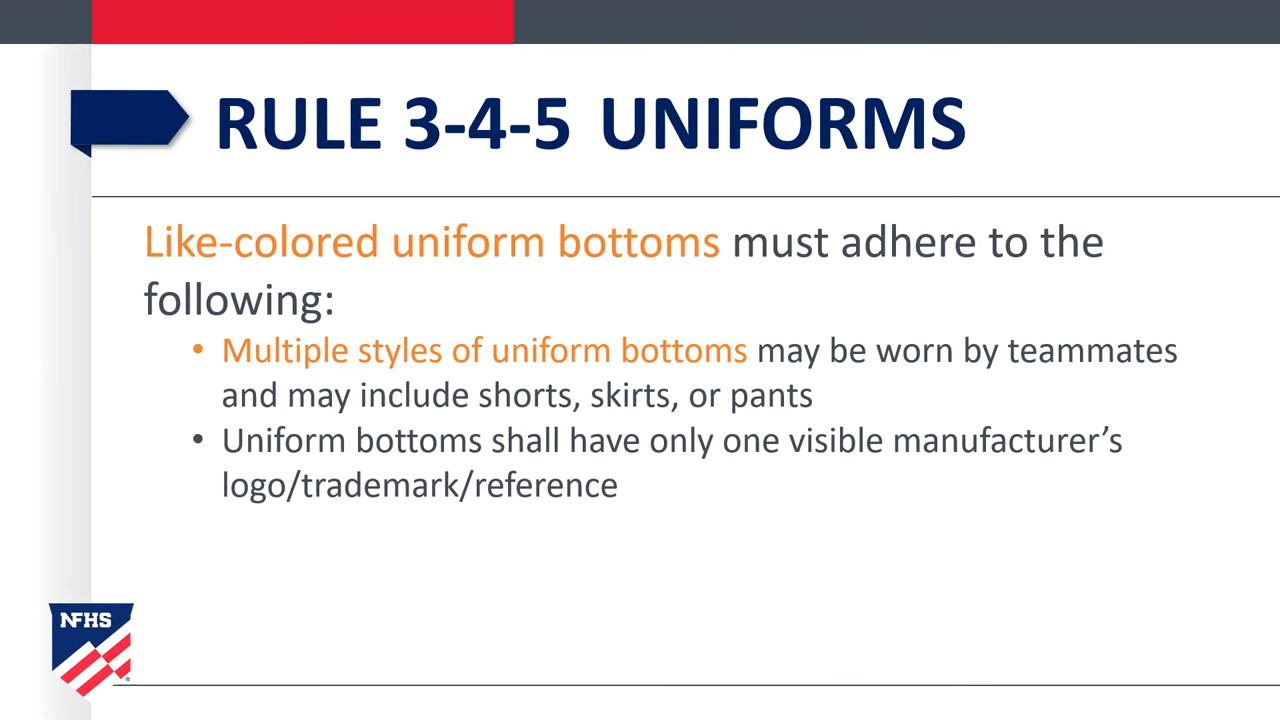 RULE 3-4-5 UNIFORMS
Like-colored uniform bottoms must adhere to the
following:
• Multiple styles of uniform bottoms may be worn by teammates
and may include shorts, skirts, or pants
• Uniform bottoms shall have only one visible manufacturer’s
logo/trademark/reference
NFHS
®